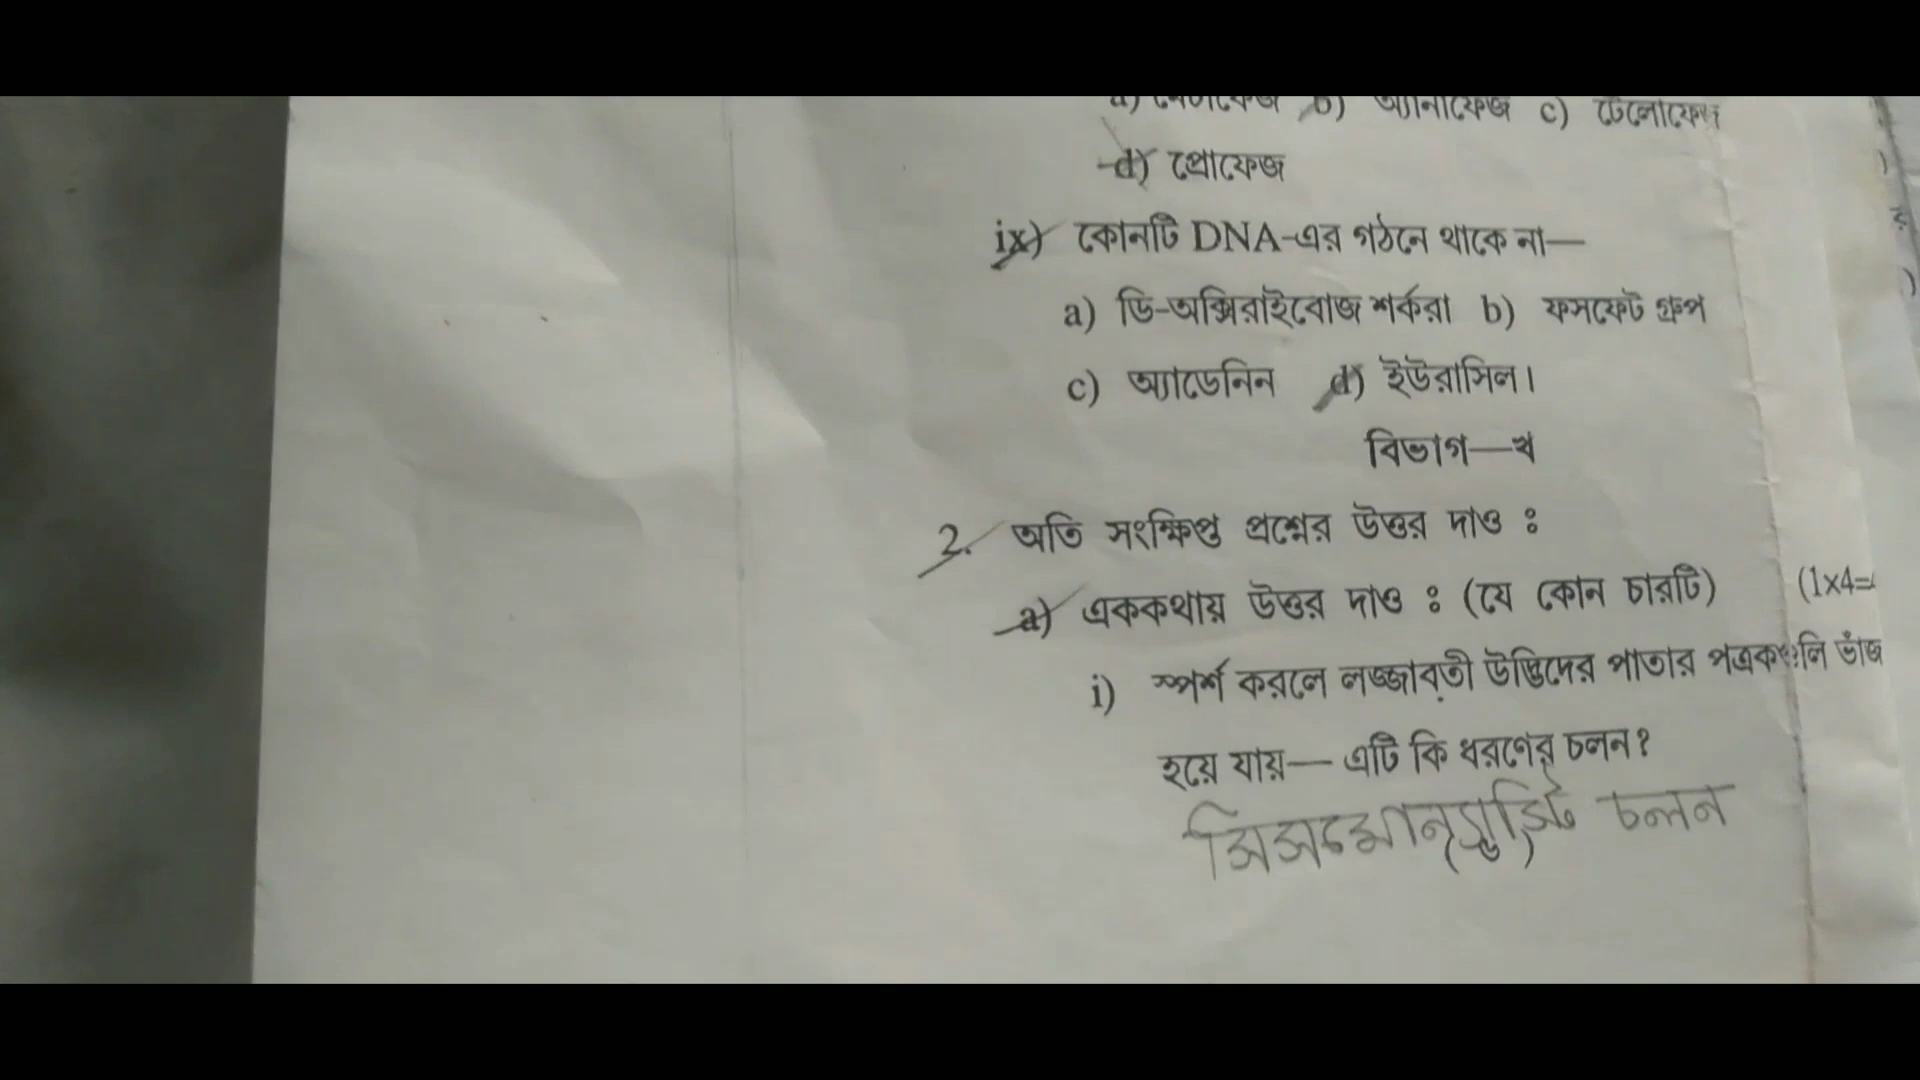 b) অ্যানাফেজ c) টেলোফেজ
d) প্রোফেজ
ix) কোনটি DNA-এর গঠনে থাকে না—
a) ডি-অক্সিরাইবোজ শর্করা b) ফসফেট গ্রুপ
c) অ্যাডেনিন d) ইউরাসিল।
বিভাগ—খ
2. অতি সংক্ষিপ্ত প্রশ্নের উত্তর দাও ঃ
a) এককথায় উত্তর দাও ঃ (যে কোন চারটি) (1x4=
i) স্পর্শ করলে লজ্জাবতী উদ্ভিদের পাতার পত্রকগুলি ভাঁজ
হয়ে যায়— এটি কি ধরণের চলন?
চলন